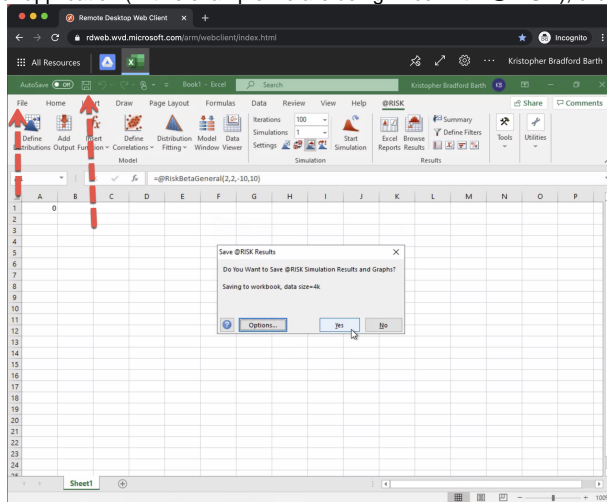 Remote Desktop Web Client
rdweb.wvd.microsoft.com/arm/webclient/index.html
Incognito
All Resources
Kristopher Bradford Barth
AutoSave Off
Book1 - Excel
Search
Kristopher Bradford Barth
KB
File Home Draw Page Layout Formulas Data Review View Help @RISK Share Comments
Define Add Insert Define Distribution Model Data
Output Function Correlations Fitting Window Viewer
Iterations 100
Simulations 1
Settings
Start
Simulation
Excel Browse
Reports Results
Summary
Define Filters
Tools Utilities
Model Simulation Results
fx =@RiskBetaGeneral(2,2,-10,10)
A B C D E F G H I J K L M N O P
1 0
2
3
4
5
6
7
8
9
10
11
12
13
14
15
16
17
18
19
20
21
22
23
24
Save @RISK Results
Do You Want to Save @RISK Simulation Results and Graphs?
Saving to workbook, data size=4k
Options... Yes No
Sheet1